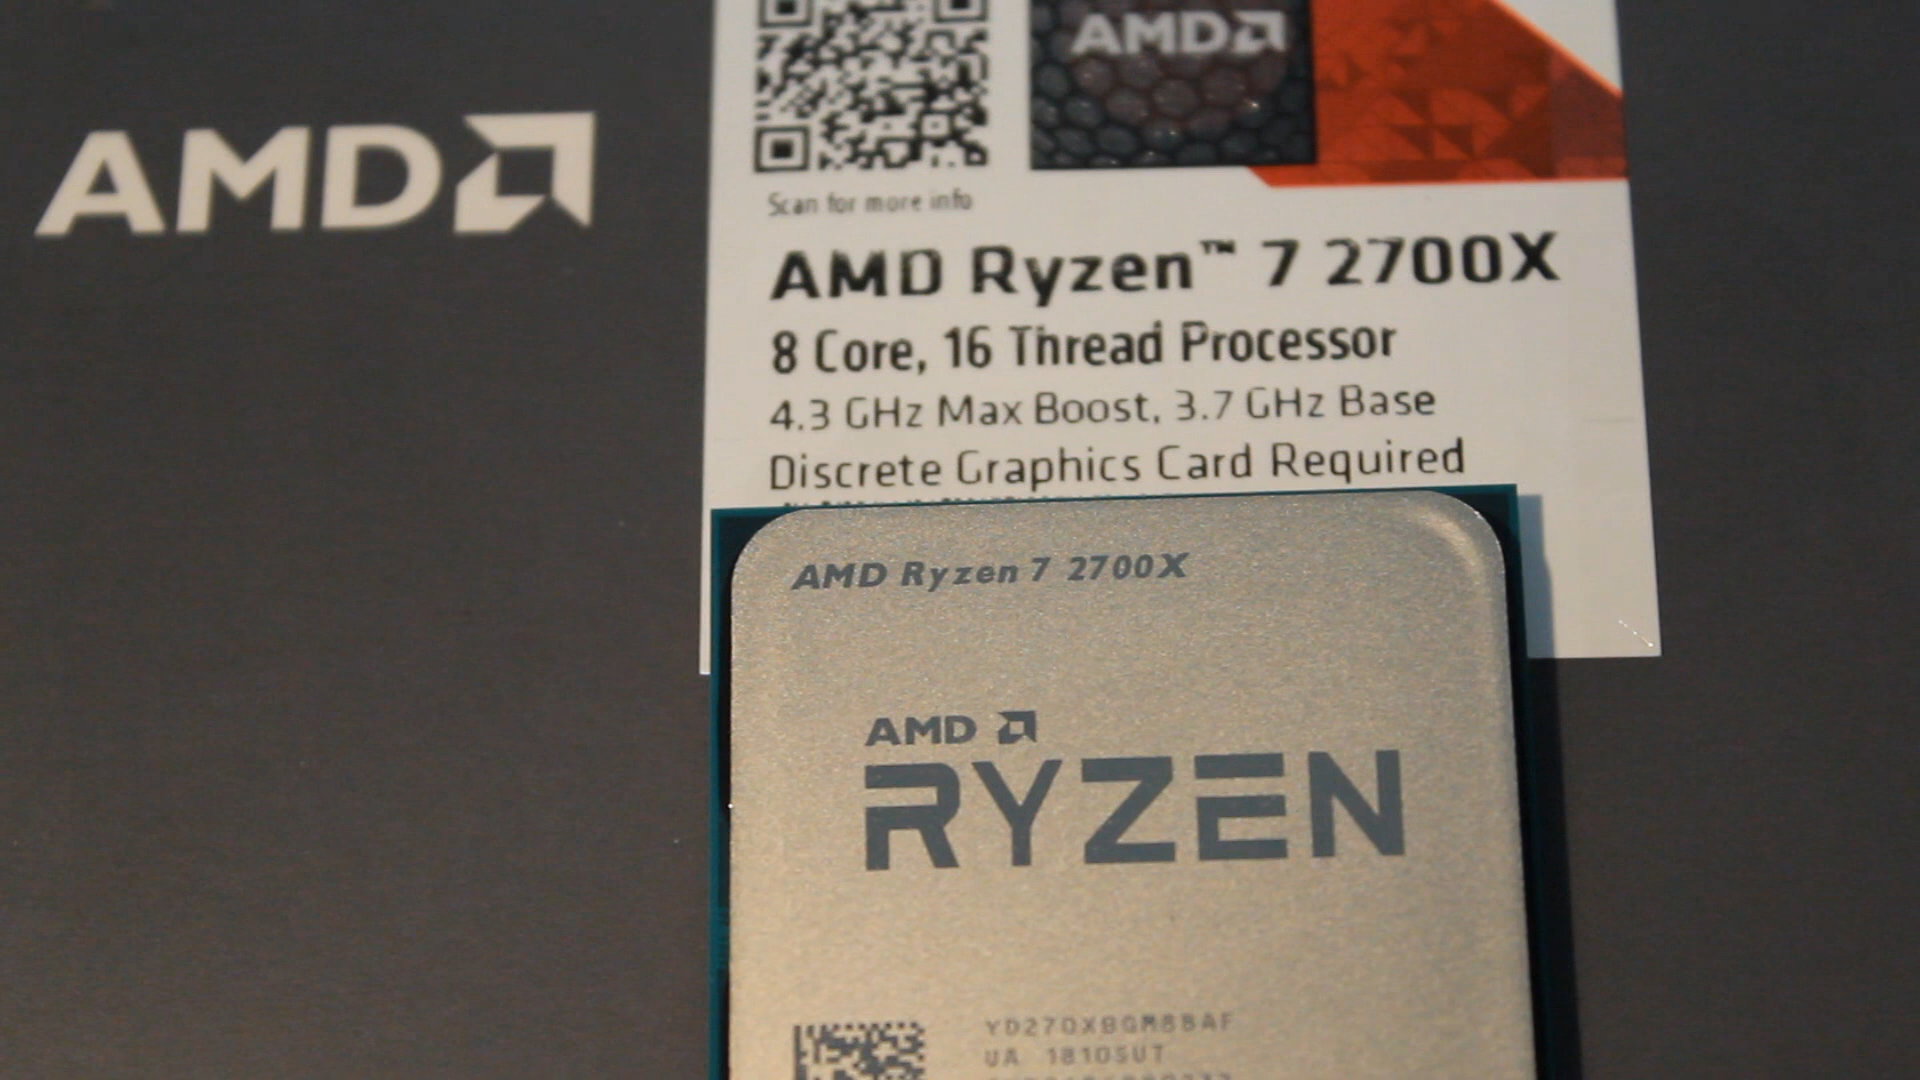 AMD
AMD
Scan for more info
AMD Ryzen™ 7 2700X
8 Core, 16 Thread Processor
4.3 GHz Max Boost, 3.7 GHz Base
Discrete Graphics Card Required
AMD Ryzen 7 2700X
AMD
RYZEN
YD270XBGM88AF
UA 1810SUT